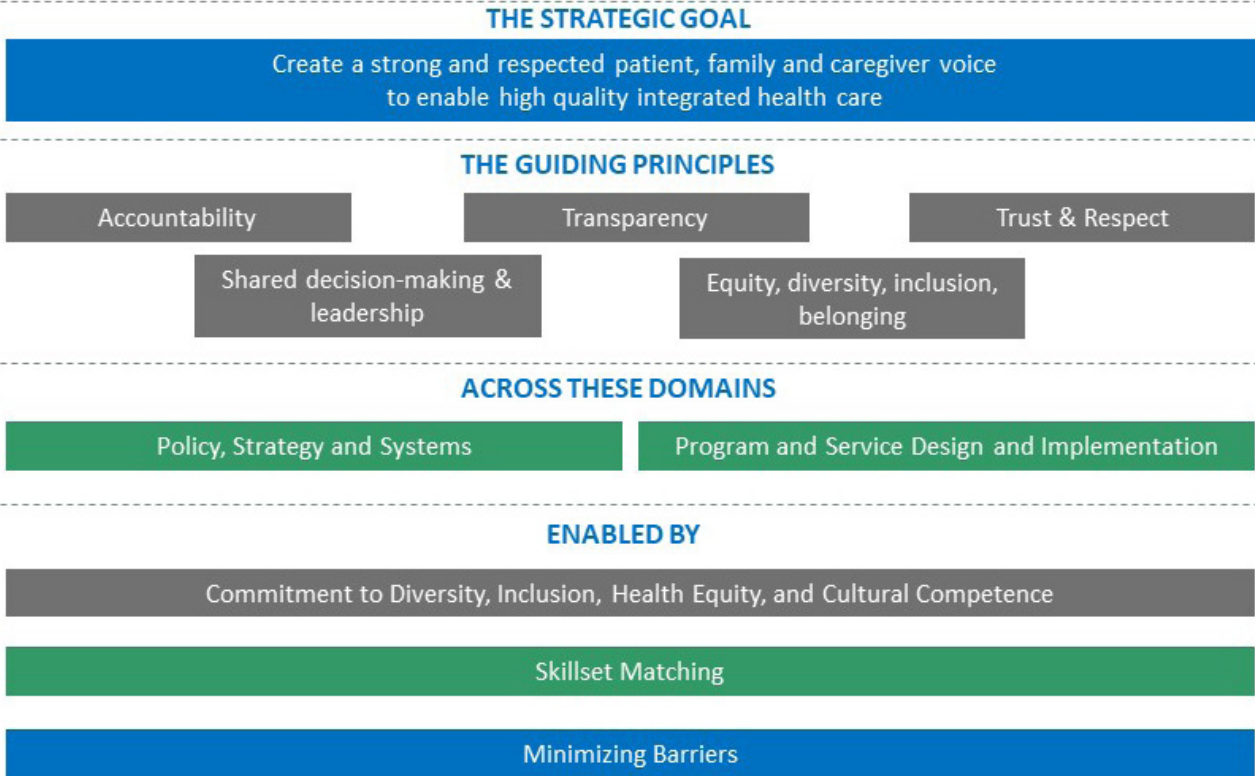 THE STRATEGIC GOAL
Create a strong and respected patient, family and caregiver voice
to enable high quality integrated health care
THE GUIDING PRINCIPLES
Accountability
Transparency
Trust & Respect
Shared decision-making &
leadership
Equity, diversity, inclusion,
belonging
ACROSS THESE DOMAINS
Policy, Strategy and Systems
Program and Service Design and Implementation
ENABLED BY
Commitment to Diversity, Inclusion, Health Equity, and Cultural Competence
Skillset Matching
Minimizing Barriers